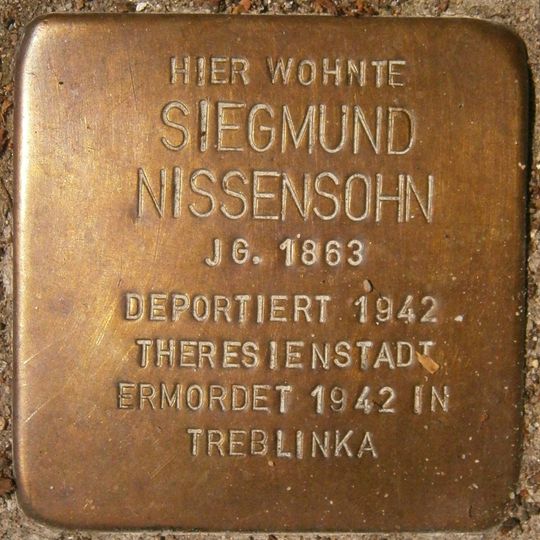 HIER WOHNTE
SIEGMUND
NISSENSOHN
JG. 1863
DEPORTIERT 1942
THERESIENSTADT
ERMORDET 1942 IN
TREBLINKA